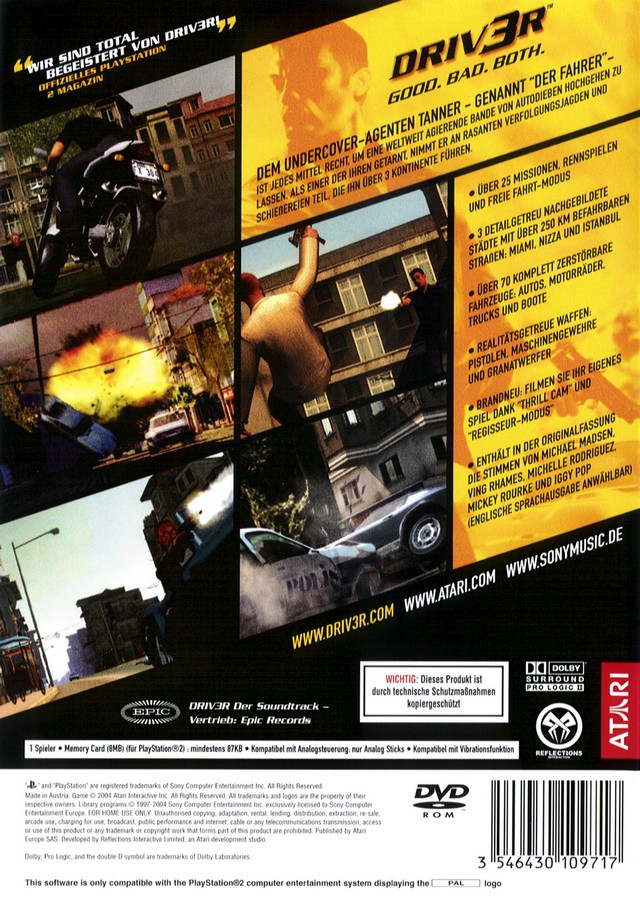 “WIR SIND TOTAL
BEGEISTERT VON DRIV3R!”
OFFIZIELLES PLAYSTATION
2 MAGAZIN
DRIV3R™
GOOD. BAD. BOTH.
DEM UNDERCOVER-AGENTEN TANNER – GENANNT “DER FAHRER”–
IST JEDES MITTEL RECHT, UM EINE WELTWEIT AGIERENDE BANDE VON AUTODIEBEN HOCHGEHEN ZU
LASSEN. ALS EINER DER IHREN GETARNT, NIMMT ER AN RASANTEN VERFOLGUNGSJAGDEN UND
SCHIEßEREIEN TEIL, DIE IHN ÜBER 3 KONTINENTE FÜHREN.
• ÜBER 25 MISSIONEN, RENNSPIELEN
UND FREIE FAHRT-MODUS
• 3 DETAILGETREU NACHGEBILDETE
STÄDTE MIT ÜBER 250 KM BEFAHRBAREN
STRAßEN: MIAMI, NIZZA UND ISTANBUL
• ÜBER 70 KOMPLETT ZERSTÖRBARE
FAHRZEUGE: AUTOS, MOTORRÄDER,
TRUCKS UND BOOTE
• REALITÄTSGETREUE WAFFEN:
PISTOLEN, MASCHINENGEWEHRE
UND GRANATWERFER
• BRANDNEU: FILMEN SIE IHR EIGENES
SPIEL DANK “THRILL CAM” UND
“REGISSEUR-MODUS”
• ENTHÄLT IN DER ORIGINALFASSUNG
DIE STIMMEN VON MICHAEL MADSEN,
VING RHAMES, MICHELLE RODRIGUEZ,
MICKEY ROURKE UND IGGY POP
(ENGLISCHE SPRACHAUSGABE ANWÄHLBAR)
POLIS
WWW.DRIV3R.COM WWW.ATARI.COM WWW.SONYMUSIC.DE
EPIC
DRIV3R Der Soundtrack –
Vertrieb: Epic Records
WICHTIG: Dieses Produkt ist
durch technische Schutzmaßnahmen
kopiergeschützt
DOLBY
SURROUND
PRO LOGIC II
REFLECTIONS
INTERACTIVE
ATARI
1 Spieler • Memory Card (8MB) (für PlayStation®2) : mindestens 87KB • Kompatibel mit Analogsteuerung: nur Analog Sticks • Kompatibel mit Vibrationsfunktion
" and "PlayStation" are registered trademarks of Sony Computer Entertainment Inc. All Rights Reserved.
Made in Austria. Game © 2004 Atari Interactive Inc. All Rights Reserved. All trademarks and logos are the property of their
respective owners. Library programs © 1997-2004 Sony Computer Entertainment Inc. exclusively licensed to Sony Computer
Entertainment Europe. FOR HOME USE ONLY. Unauthorised copying, adaptation, rental, lending, distribution, extraction, re-sale,
arcade use, charging for use, broadcast, public performance and internet, cable or any telecommunications transmission, access
or use of this product or any trademark or copyright work that forms part of this product are prohibited. Published by Atari
Europe SAS. Developed by Reflections Interactive Limited, an Atari development studio.
Dolby, Pro Logic, and the double-D symbol are trademarks of Dolby Laboratories.
DVD
ROM
3 546430 109717
This software is only compatible with the PlayStation®2 computer entertainment system displaying the PAL logo